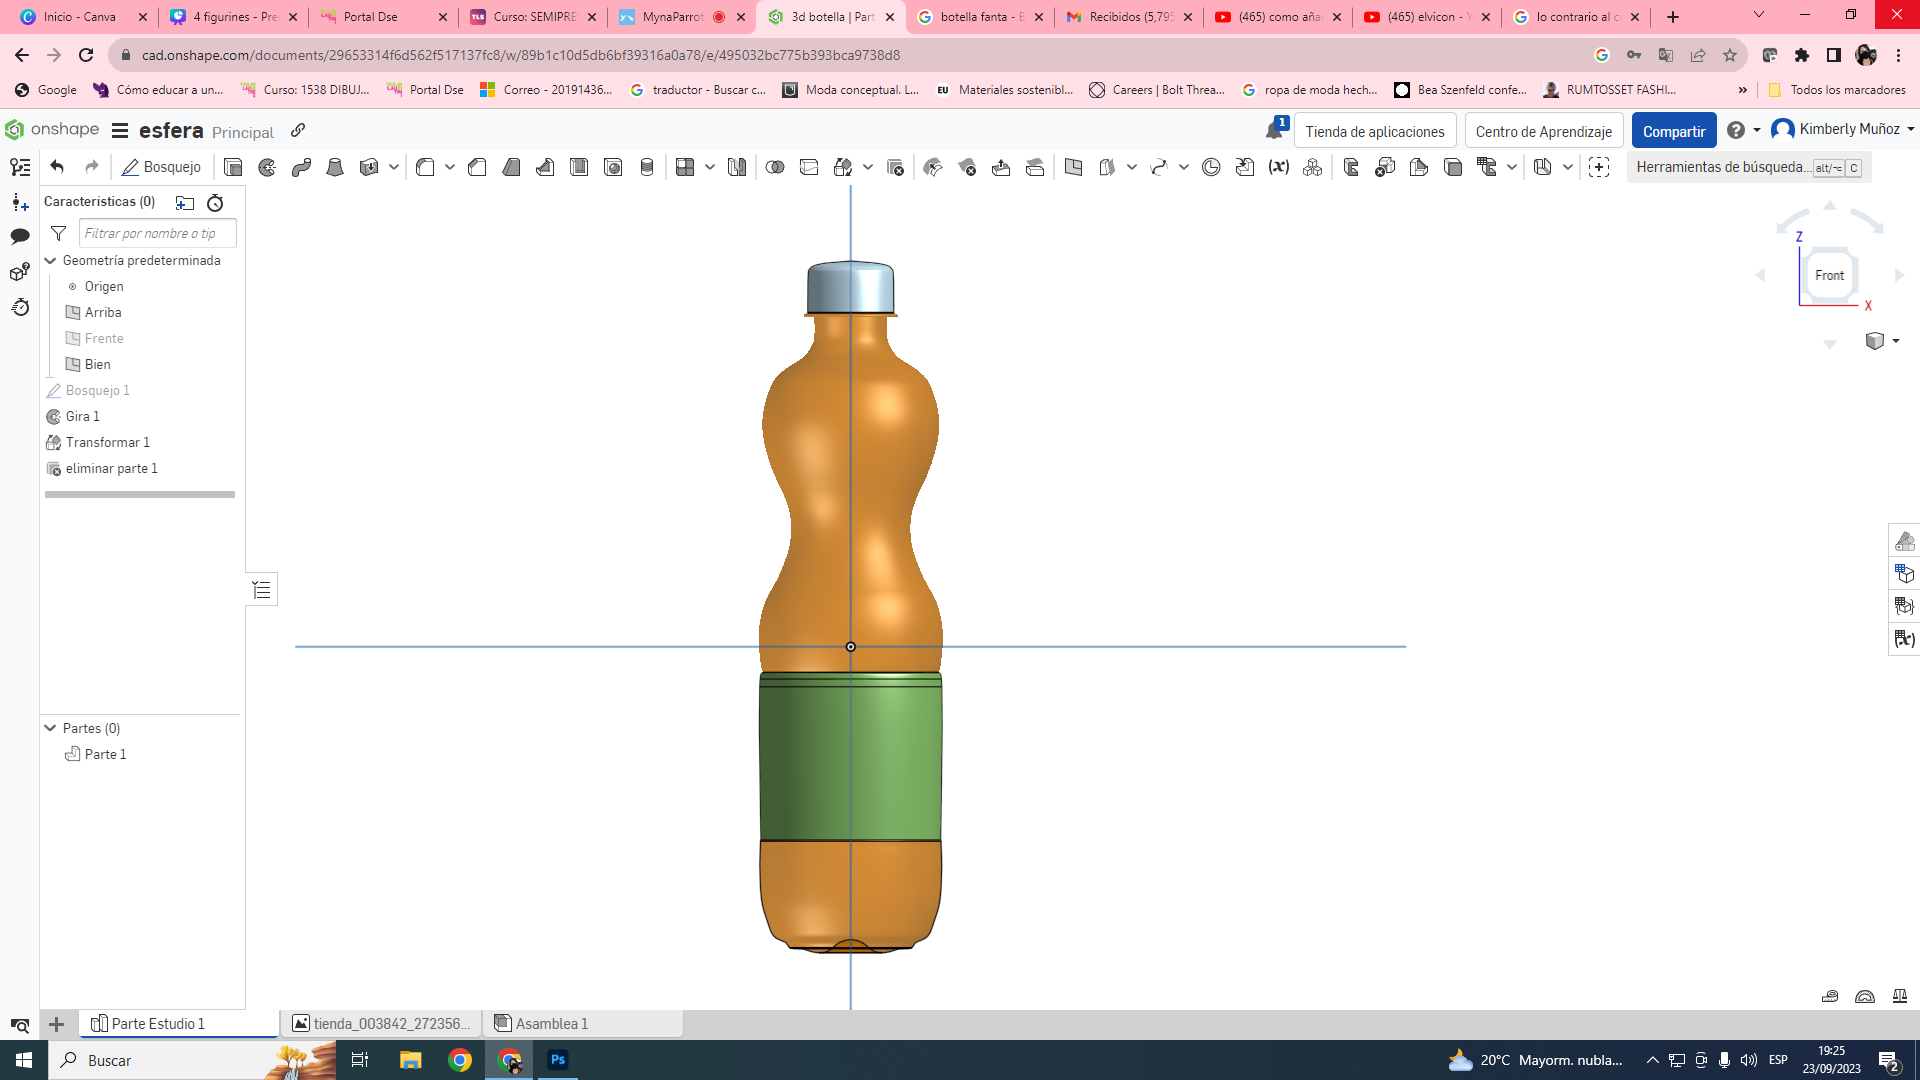 Inicio - Canva
4 figurines - Pre
Portal Dse
Curso: SEMIPRE
MynaParrot
3d botella | Part
botella fanta - B
Recibidos (5,795
(465) como aña
(465) elvicon - Y
lo contrario al c
cad.onshape.com/documents/29653314f6d562f517137fc8/w/89b1c10d5db6bf39316a0a78/e/495032bc775b393bca9738d8
Google
Cómo educar a un...
Curso: 1538 DIBUJ...
Portal Dse
Correo - 20191436...
traductor - Buscar c...
Moda conceptual. L...
EU Materiales sostenibl...
Careers | Bolt Threa...
ropa de moda hech...
Bea Szenfeld confe...
RUMTOSSET FASHI...
»
Todos los marcadores
onshape
esfera Principal
1
Tienda de aplicaciones
Centro de Aprendizaje
Compartir
Kimberly Muñoz
Bosquejo
(x)
Herramientas de búsqueda... alt/⌥ C
Características (0)
Filtrar por nombre o tip
Geometría predeterminada
Origen
Arriba
Frente
Bien
Bosquejo 1
Gira 1
Transformar 1
eliminar parte 1
Partes (0)
Parte 1
Z
Front
X
Parte Estudio 1
tienda_003842_272356...
Asamblea 1
Buscar
Ps
20°C Mayorm. nubla...
ESP
19:25
23/09/2023
2